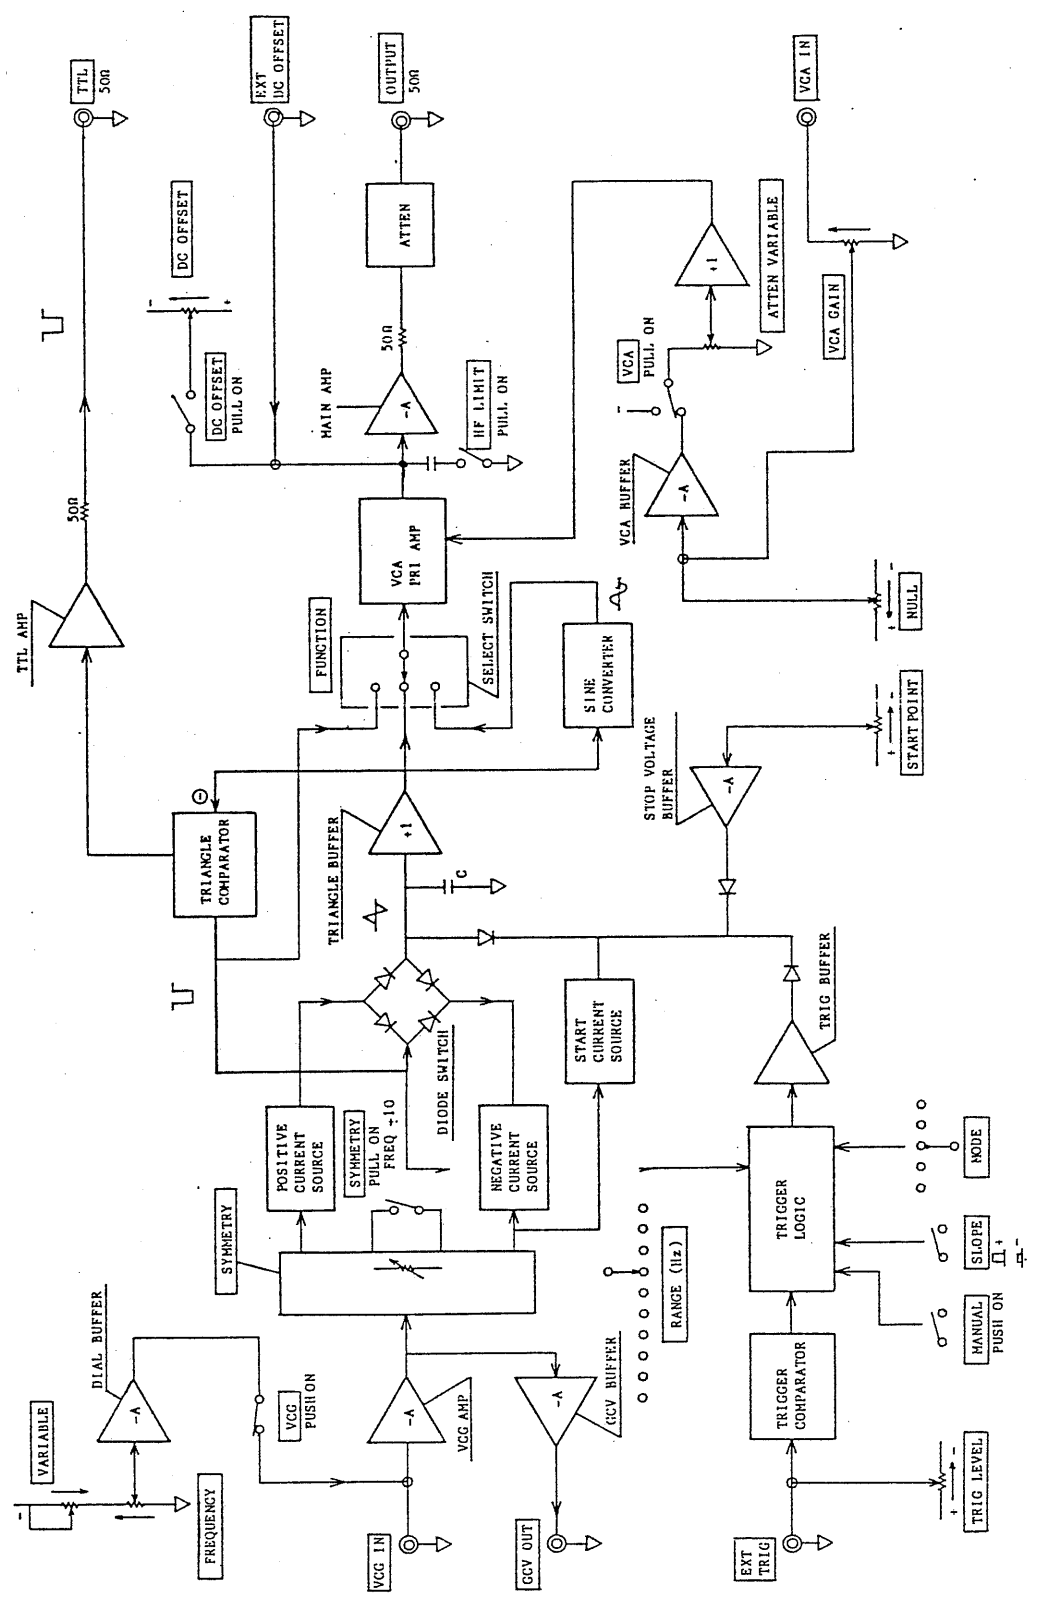 VARIABLE
−
FREQUENCY
DIAL BUFFER
-A
VCG
PUSH ON
VCG IN
-A
VCG AMP
GCV OUT
-A
GCV BUFFER
EXT
TRIG
+ −
TRIG LEVEL
TRIGGER
COMPARATOR
MANUAL
PUSH ON
SLOPE
+
−
MODE
TRIGGER
LOGIC
RANGE (Hz)
TRIG BUFFER
SYMMETRY
POSITIVE
CURRENT
SOURCE
SYMMETRY
PULL ON
FREQ ÷10
DIODE SWITCH
NEGATIVE
CURRENT
SOURCE
START
CURRENT
SOURCE
TRIANGLE
COMPARATOR
−
TRIANGLE BUFFER
+1
C
STOP VOLTAGE
BUFFER
-A
+ −
START POINT
FUNCTION
SELECT SWITCH
SINE
CONVERTER
TTL AMP
50Ω
TTL
50Ω
VCA
PRI AMP
DC OFFSET
PULL ON
−
+
DC OFFSET
EXT
DC OFFSET
MAIN AMP
-A
HF LIMIT
PULL ON
50Ω
ATTEN
OUTPUT
50Ω
VCA BUFFER
-A
+ −
NULL
−
VCA
PULL ON
+1
ATTEN VARIABLE
VCA GAIN
VCA IN